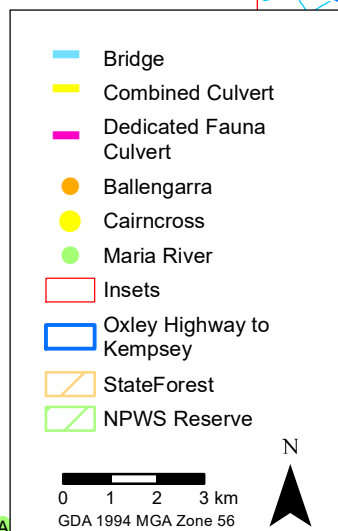 Bridge
Combined Culvert
Dedicated Fauna
Culvert
Ballengarra
Cairncross
Maria River
Insets
Oxley Highway to
Kempsey
StateForest
NPWS Reserve
N
0 1 2 3 km
GDA 1994 MGA Zone 56
A